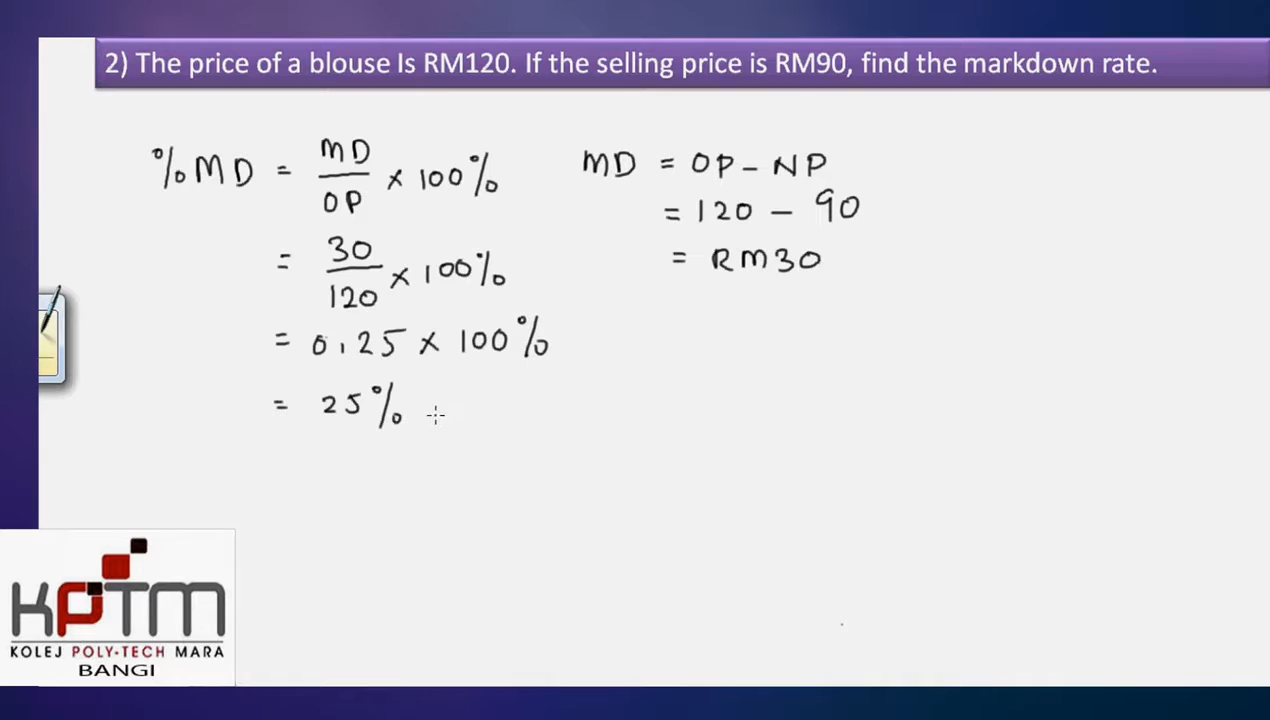 2) The price of a blouse Is RM120. If the selling price is RM90, find the markdown rate.
% MD = MD/OP × 100%
= 30/120 × 100%
= 0.25 × 100%
= 25%
MD = OP - NP
= 120 - 90
= RM30
KPTM
KOLEJ POLY-TECH MARA
BANGI